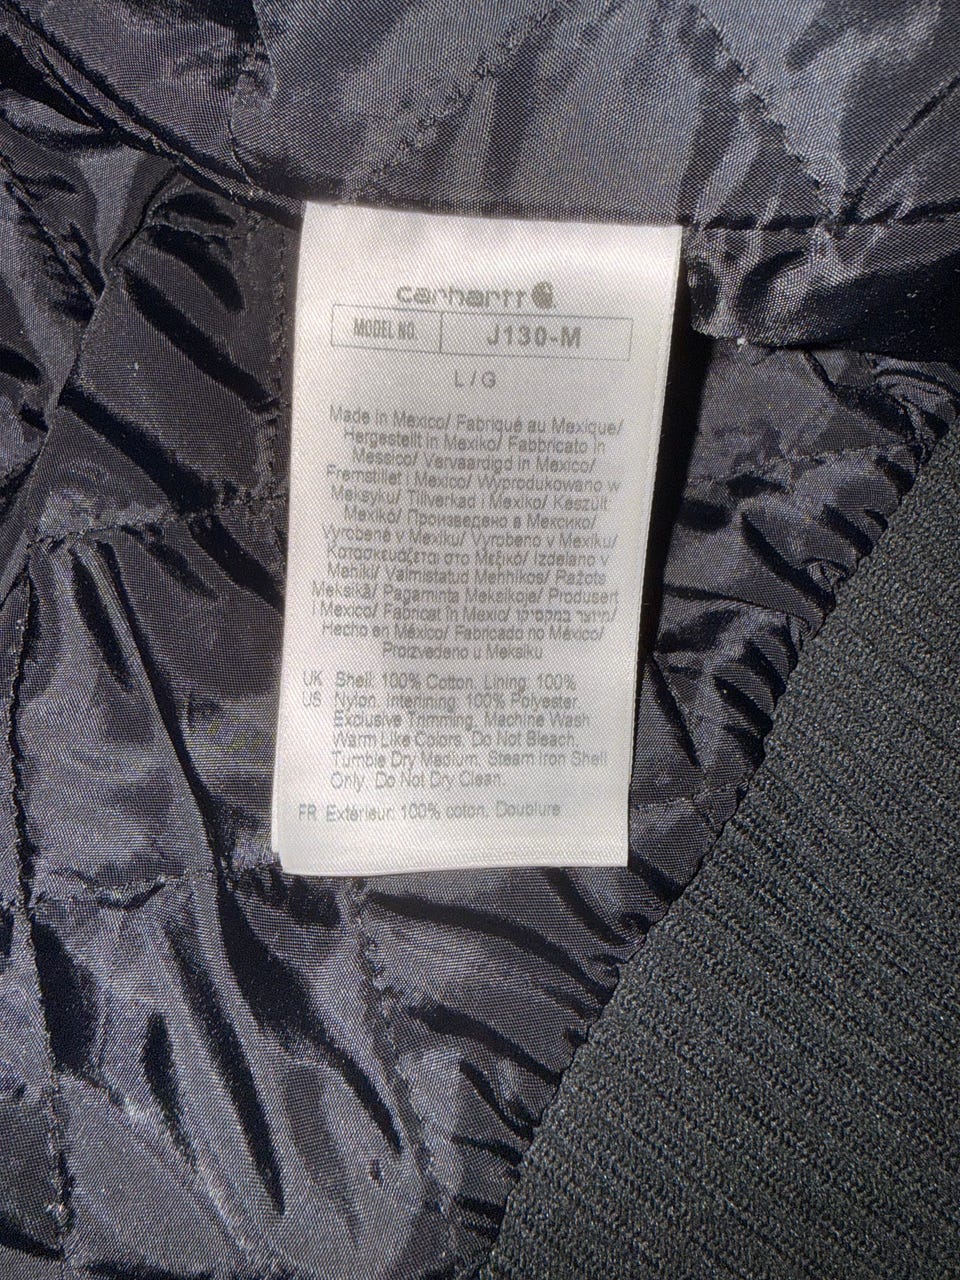 carhartt
MODEL NO. J130-M
L / G
Made in Mexico/ Fabriqué au Mexique/
Hergestellt in Mexiko/ Fabbricato in
Messico/ Vervaardigd in Mexico/
Fremstillet i Mexico/ Wyprodukowano w
Meksyku/ Tillverkad i Mexiko/ Készült
Mexikó/ Произведено в Мексико/
Vyrobené v Mexiku/ Vyrobeno v Mexiku/
Κατασκευάζεται στο Μεξικό/ Izdelano v
Mehiki/ Valmistatud Mehhikos/ Ražots
Meksikā/ Pagaminta Meksikoje/ Produsert
i Mexico/ Fabricat în Mexic/ מיוצר במקסיקו/
Hecho en México/ Fabricado no México/
Proizvedeno u Meksiku
UK Shell: 100% Cotton. Lining: 100%
US Nylon. Interlining: 100% Polyester.
Exclusive Trimming. Machine Wash
Warm Like Colors. Do Not Bleach.
Tumble Dry Medium. Steam Iron Shell
Only. Do Not Dry Clean.
FR Extérieur: 100% coton. Doublure